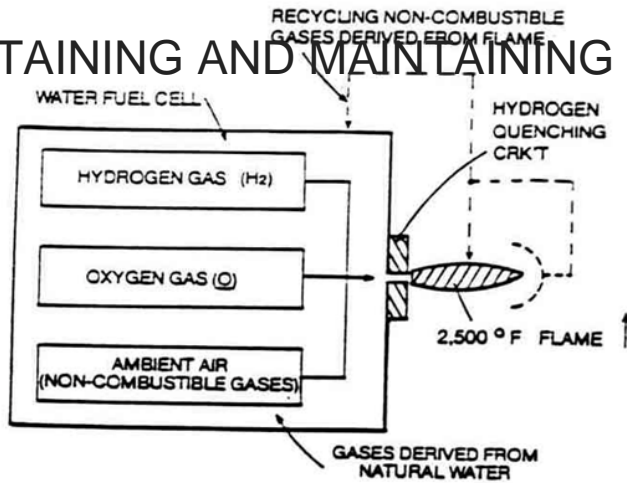 RECYCLING NON-COMBUSTIBLE
GASES DERIVED FROM FLAME
TAINING AND MAINTAINING
WATER FUEL CELL
HYDROGEN
QUENCHING
CRK'T
HYDROGEN GAS (H2)
OXYGEN GAS (O)
2,500 °F FLAME
AMBIENT AIR
(NON-COMBUSTIBLE GASES)
GASES DERIVED FROM
NATURAL WATER